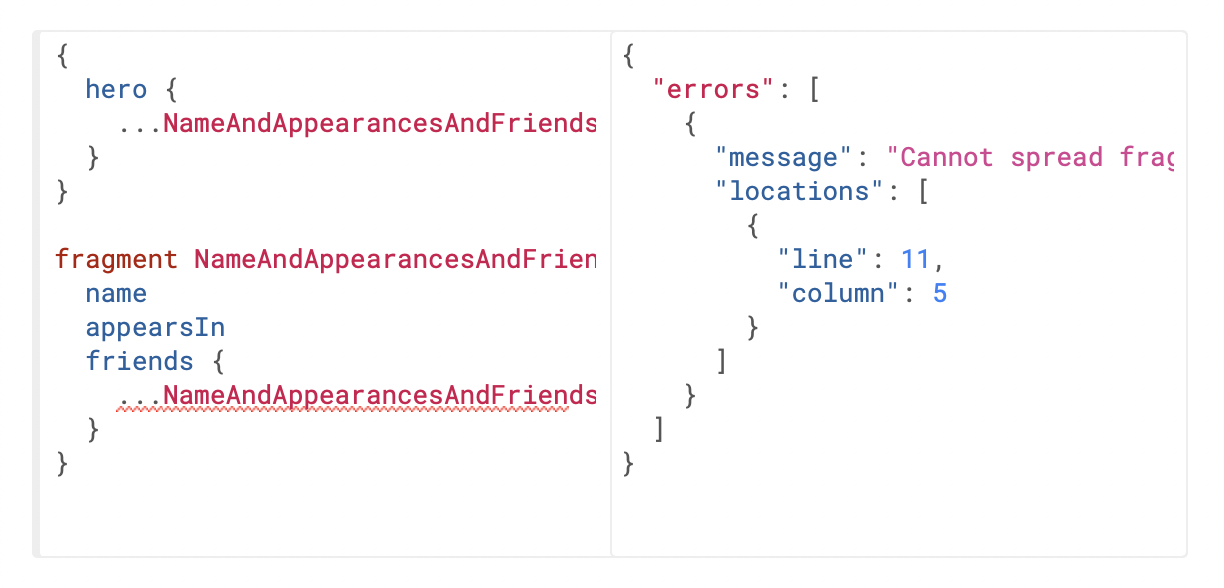 {
  hero {
    ...NameAndAppearancesAndFriends
  }
}

fragment NameAndAppearancesAndFrien
  name
  appearsIn
  friends {
    ...NameAndAppearancesAndFriends
  }
}

{
  "errors": [
    {
      "message": "Cannot spread frag
      "locations": [
        {
          "line": 11,
          "column": 5
        }
      ]
    }
  ]
}